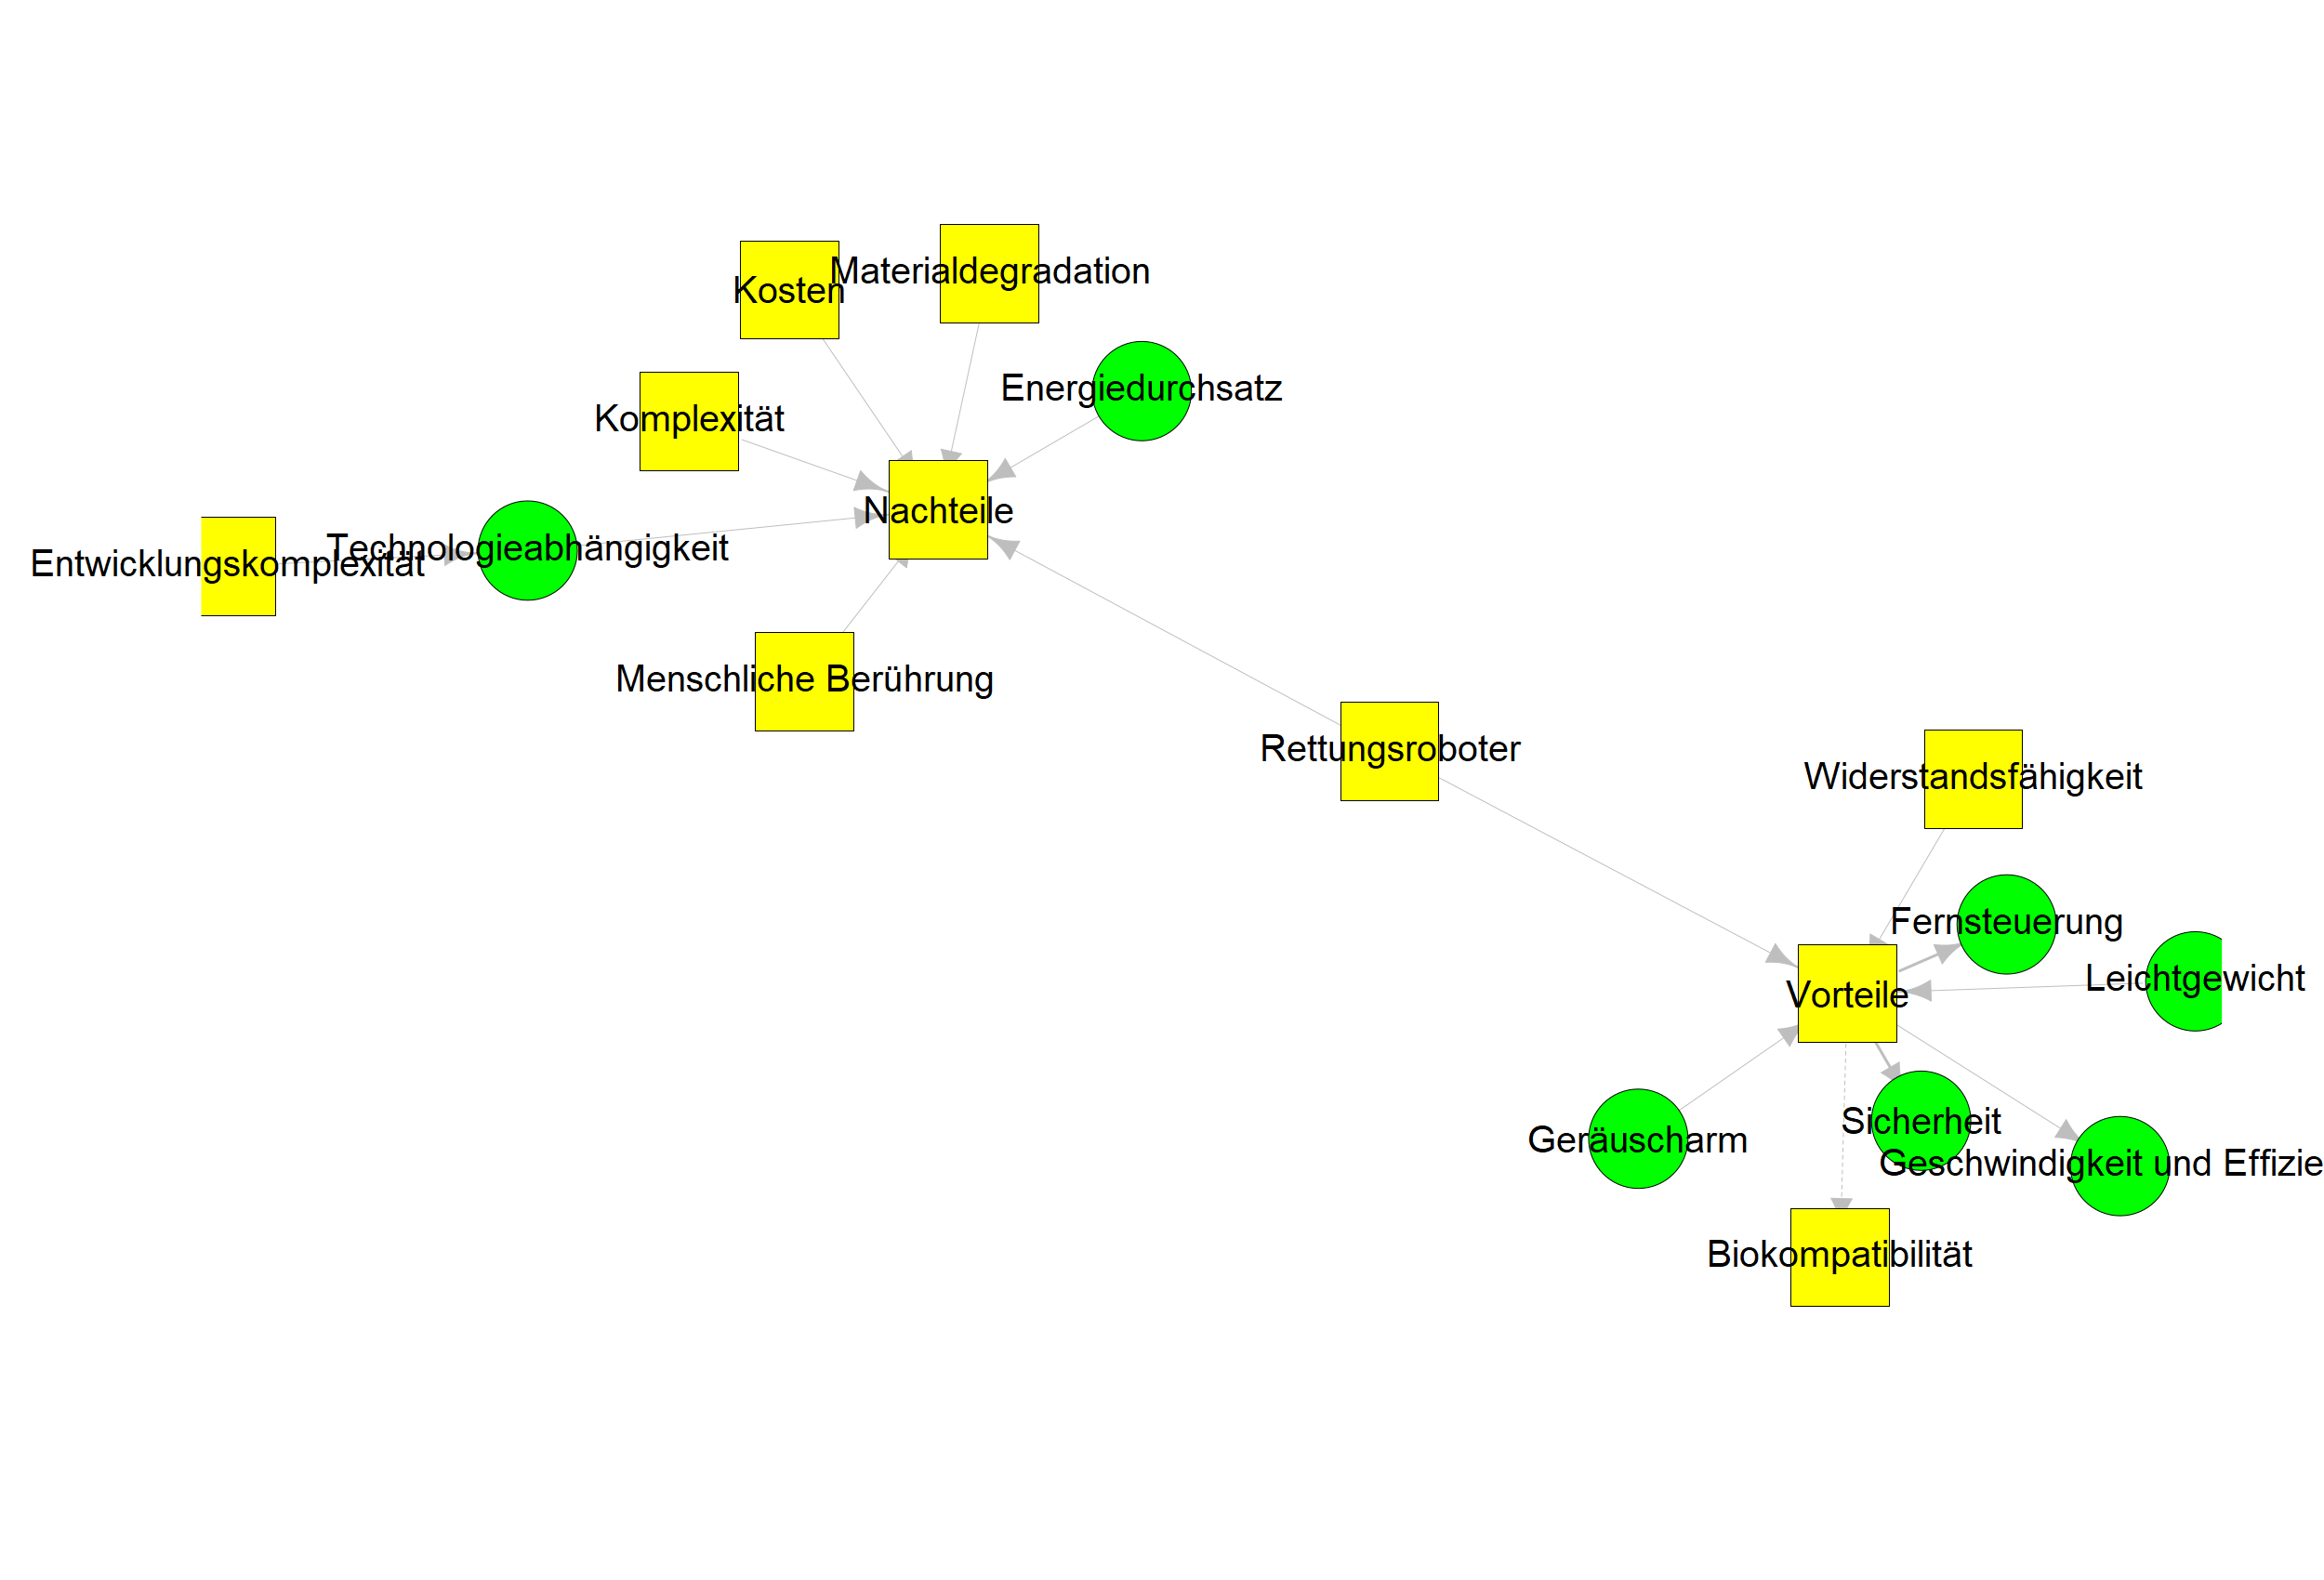 Materialdegradation
Kosten
Energiedurchsatz
Komplexität
Nachteile
Technologieabhängigkeit
Entwicklungskomplexität
Menschliche Berührung
Rettungsroboter
Widerstandsfähigkeit
Fernsteuerung
Leichtgewicht
Vorteile
Sicherheit
Geräuscharm
Geschwindigkeit und Effizie
Biokompatibilität